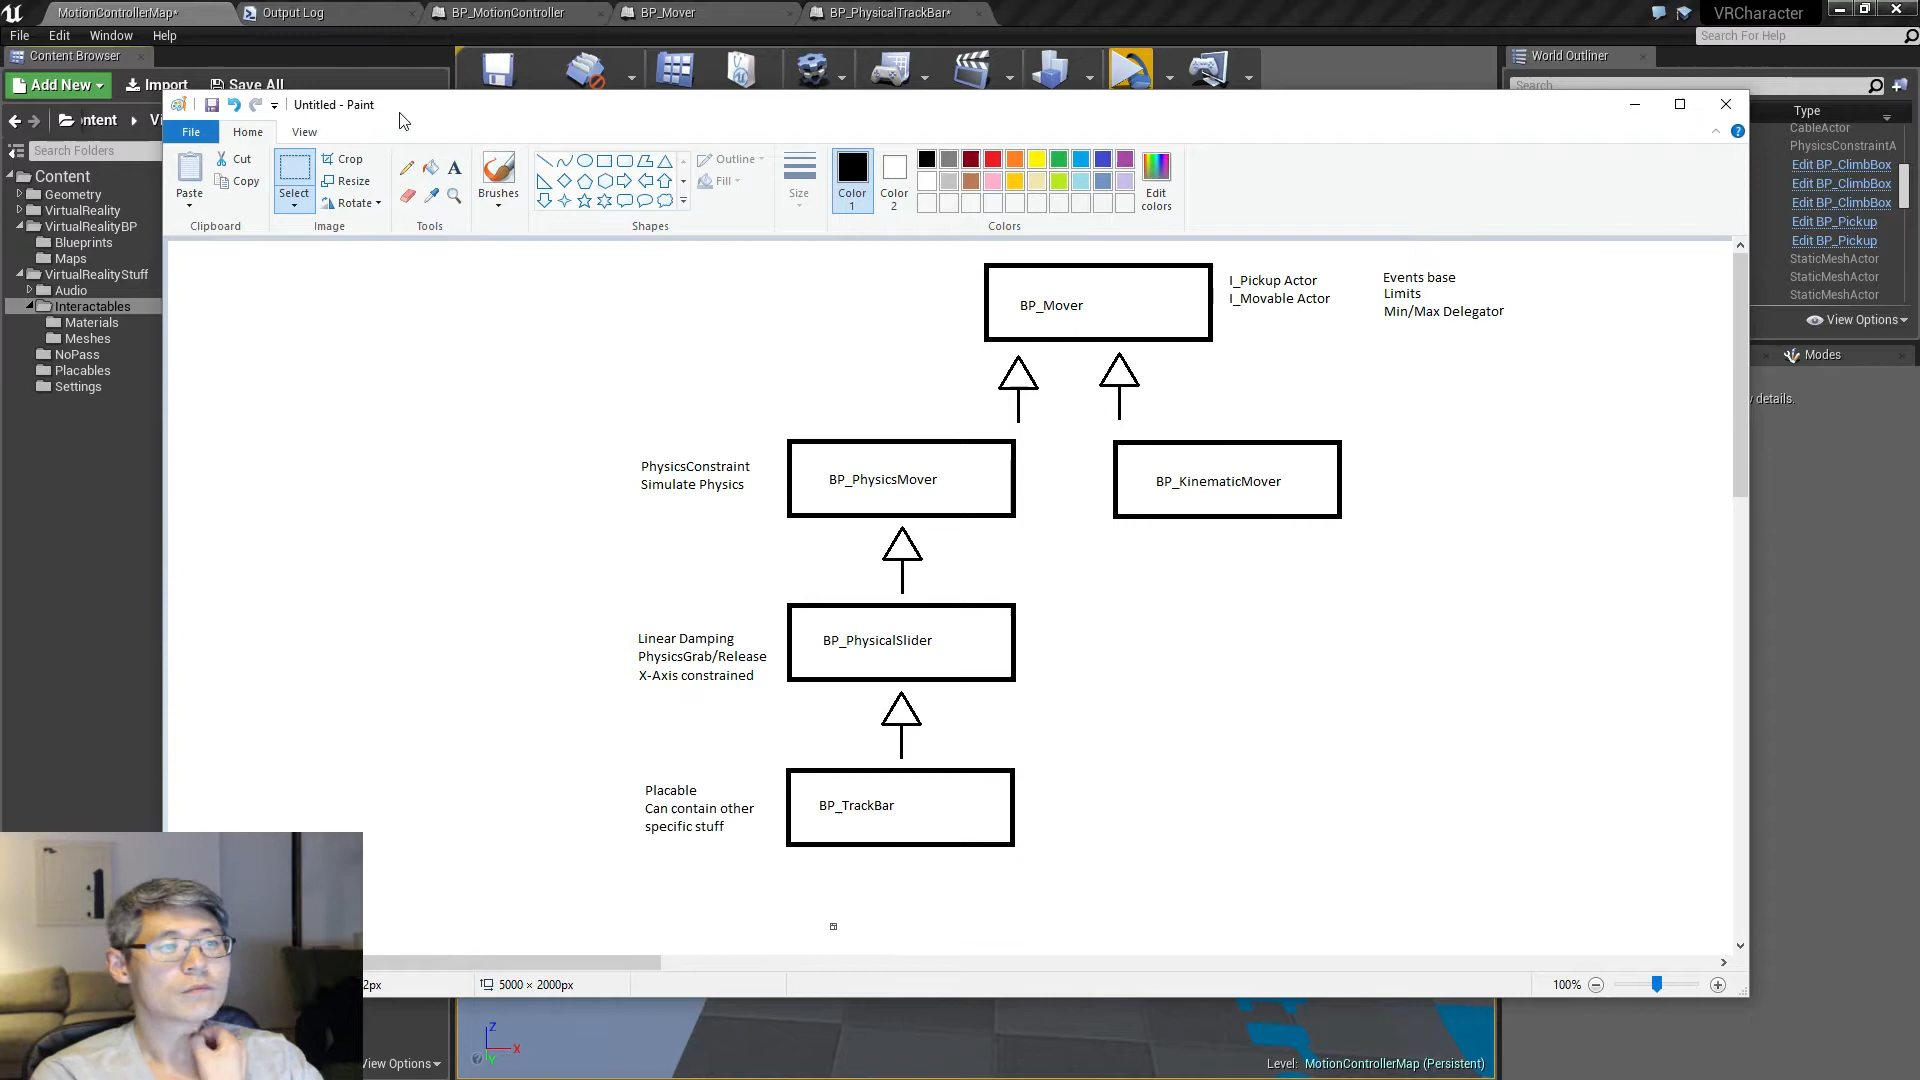 MotionControllerMap*
Output Log
BP_MotionController
BP_Mover
BP_PhysicalTrackBar*
VRCharacter
File
Edit
Window
Help
Search For Help
Content Browser
World Outliner
Add New
Import
Save All
Search
ontent
Search Folders
Content
Geometry
VirtualReality
VirtualRealityBP
Blueprints
Maps
VirtualRealityStuff
Audio
Interactables
Materials
Meshes
NoPass
Placables
Settings
Type
CableActor
PhysicsConstraintA
Edit BP_ClimbBox
Edit BP_ClimbBox
Edit BP_ClimbBox
Edit BP_Pickup
Edit BP_Pickup
StaticMeshActor
StaticMeshActor
StaticMeshActor
View Options
Modes
details.
Untitled - Paint
File
Home
View
Paste
Cut
Copy
Clipboard
Select
Crop
Resize
Rotate
Image
Tools
Brushes
Shapes
Outline
Fill
Size
Color
1
Color
2
Edit
colors
Colors
BP_Mover
I_Pickup Actor
I_Movable Actor
Events base
Limits
Min/Max Delegator
PhysicsConstraint
Simulate Physics
BP_PhysicsMover
BP_KinematicMover
Linear Damping
PhysicsGrab/Release
X-Axis constrained
BP_PhysicalSlider
Placable
Can contain other
specific stuff
BP_TrackBar
2px
5000 × 2000px
100%
View Options
Z
X
Y
Level: MotionControllerMap (Persistent)